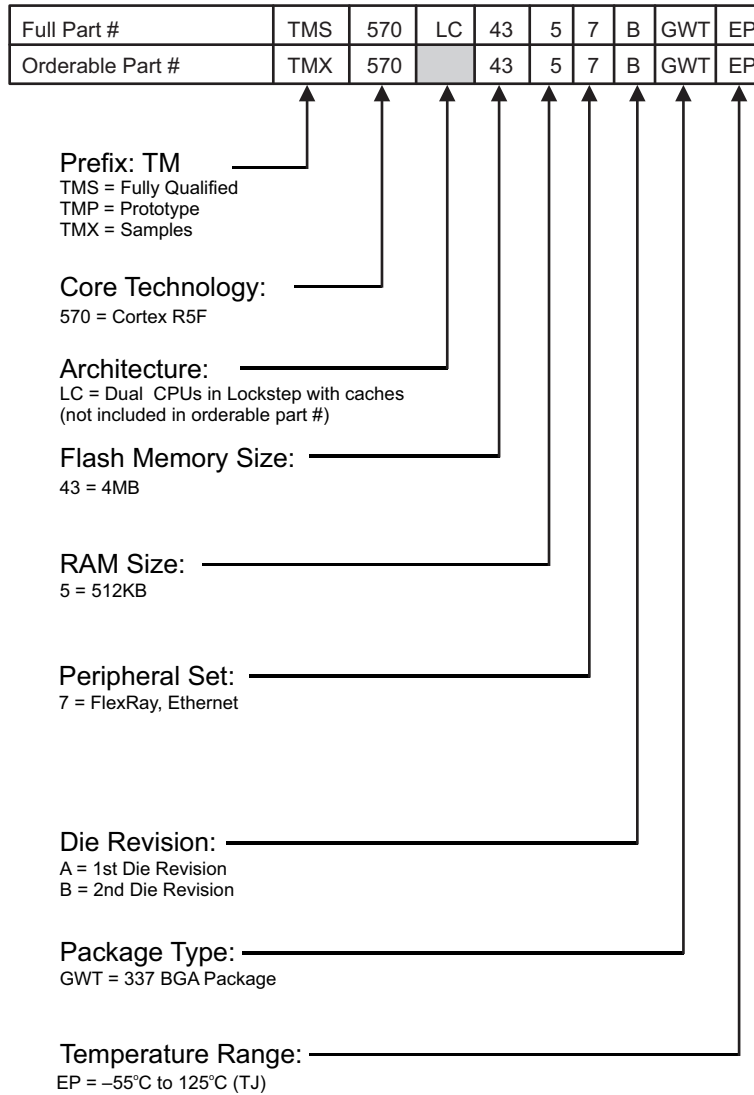 Full Part # TMS 570 LC 43 5 7 B GWT EP
Orderable Part # TMX 570 43 5 7 B GWT EP
Prefix: TM
TMS = Fully Qualified
TMP = Prototype
TMX = Samples
Core Technology:
570 = Cortex R5F
Architecture:
LC = Dual CPUs in Lockstep with caches
(not included in orderable part #)
Flash Memory Size:
43 = 4MB
RAM Size:
5 = 512KB
Peripheral Set:
7 = FlexRay, Ethernet
Die Revision:
A = 1st Die Revision
B = 2nd Die Revision
Package Type:
GWT = 337 BGA Package
Temperature Range:
EP = –55°C to 125°C (TJ)